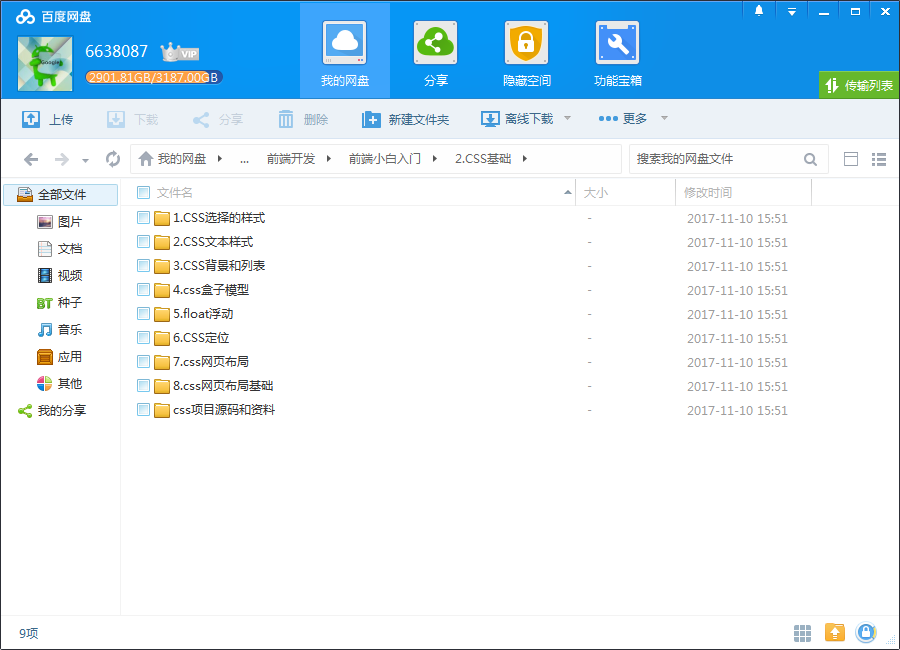 百度网盘
6638087 VIP
2901.81GB/3187.00GB
我的网盘 分享 隐藏空间 功能宝箱
传输列表
上传 下载 分享 删除 新建文件夹 离线下载 更多
我的网盘 ... 前端开发 前端小白入门 2.CSS基础 搜索我的网盘文件
全部文件
图片
文档
视频
BT 种子
音乐
应用
其他
我的分享
文件名 大小 修改时间
1.CSS选择的样式 - 2017-11-10 15:51
2.CSS文本样式 - 2017-11-10 15:51
3.CSS背景和列表 - 2017-11-10 15:51
4.css盒子模型 - 2017-11-10 15:51
5.float浮动 - 2017-11-10 15:51
6.CSS定位 - 2017-11-10 15:51
7.css网页布局 - 2017-11-10 15:51
8.css网页布局基础 - 2017-11-10 15:51
css项目源码和资料 - 2017-11-10 15:51
9项